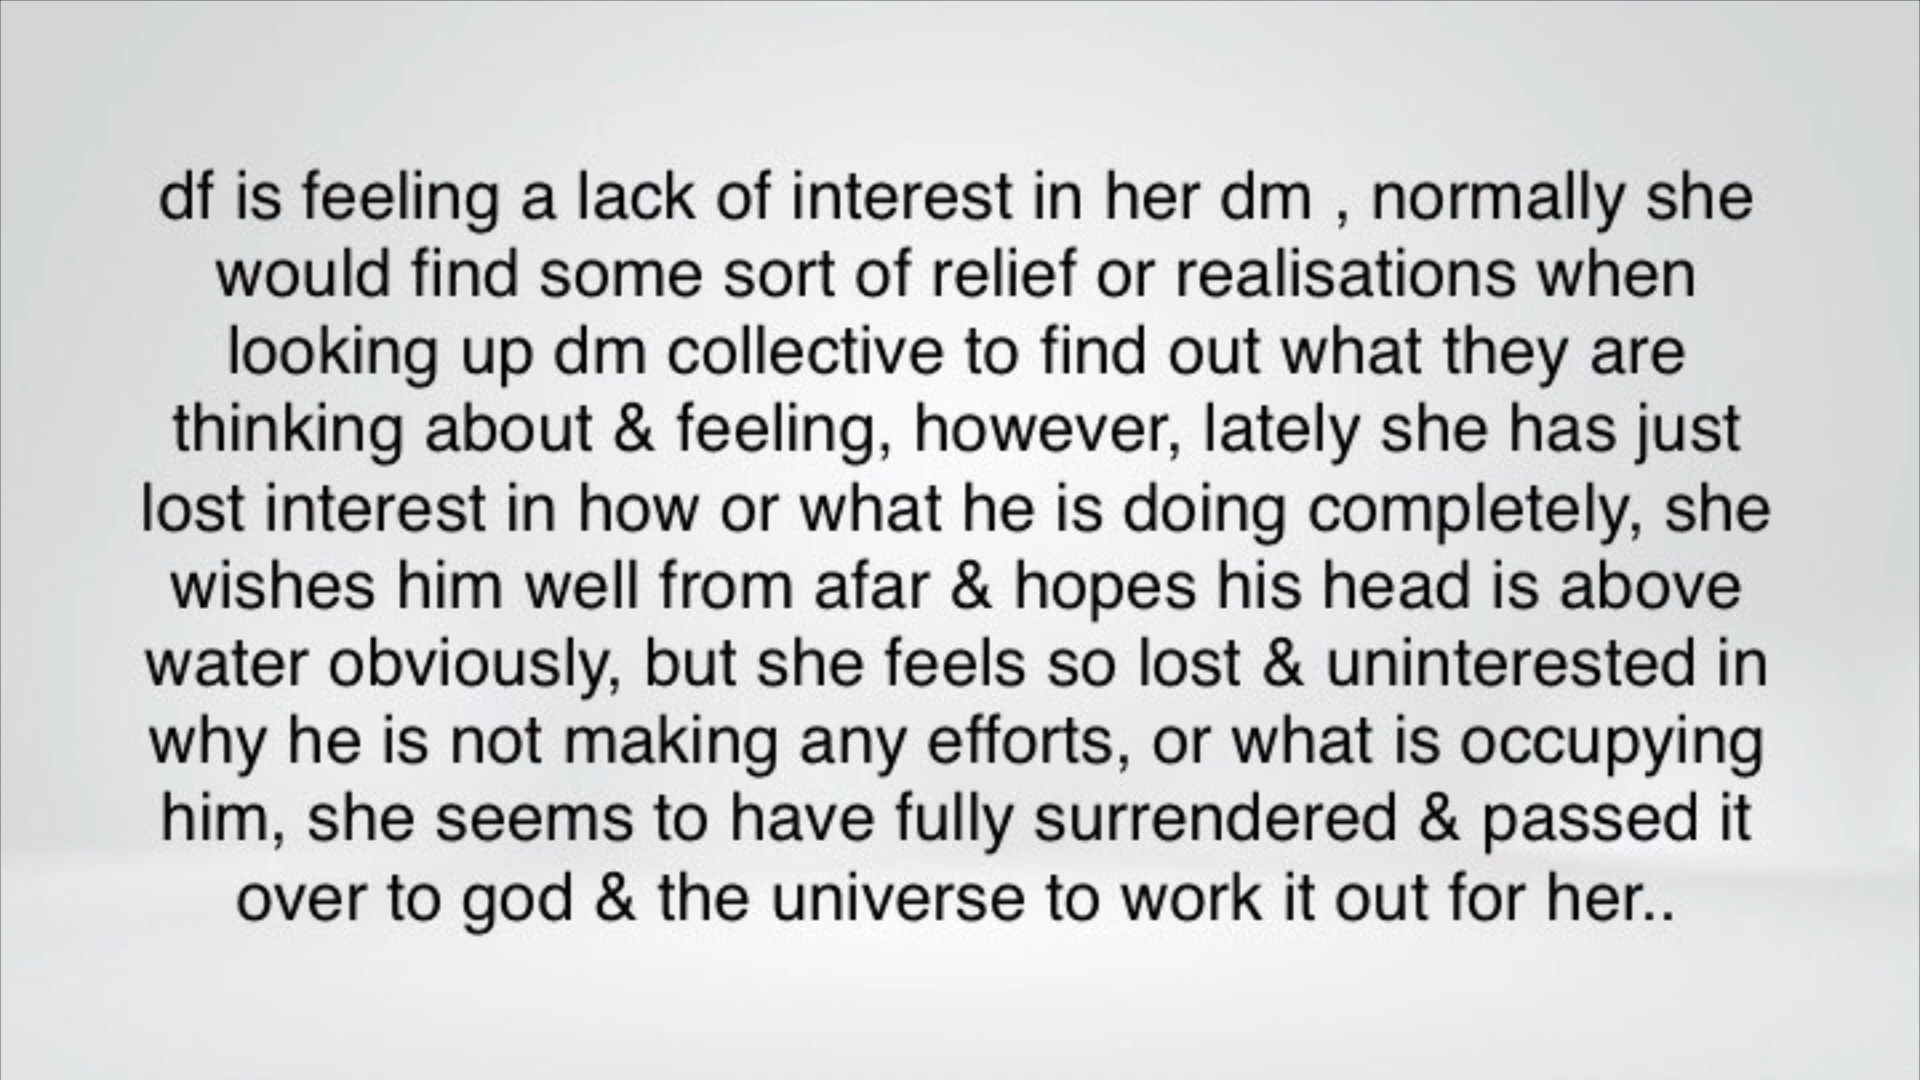 df is feeling a lack of interest in her dm , normally she
would find some sort of relief or realisations when
looking up dm collective to find out what they are
thinking about & feeling, however, lately she has just
lost interest in how or what he is doing completely, she
wishes him well from afar & hopes his head is above
water obviously, but she feels so lost & uninterested in
why he is not making any efforts, or what is occupying
him, she seems to have fully surrendered & passed it
over to god & the universe to work it out for her..